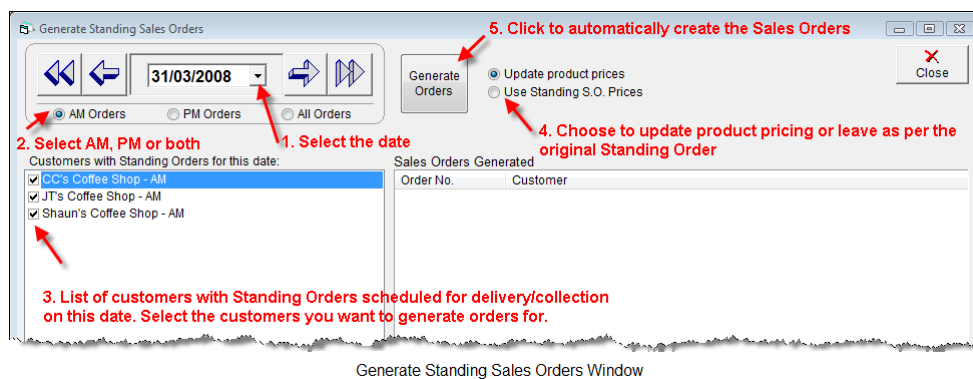 Generate Standing Sales Orders
5. Click to automatically create the Sales Orders
31/03/2008
Generate
Orders
Update product prices
Use Standing S.O. Prices
Close
AM Orders
PM Orders
All Orders
2. Select AM, PM or both
1. Select the date
4. Choose to update product pricing or leave as per the
original Standing Order
Customers with Standing Orders for this date:
Sales Orders Generated
CC's Coffee Shop - AM
JT's Coffee Shop - AM
Shaun's Coffee Shop - AM
Order No. Customer
3. List of customers with Standing Orders scheduled for delivery/collection
on this date. Select the customers you want to generate orders for.
Generate Standing Sales Orders Window